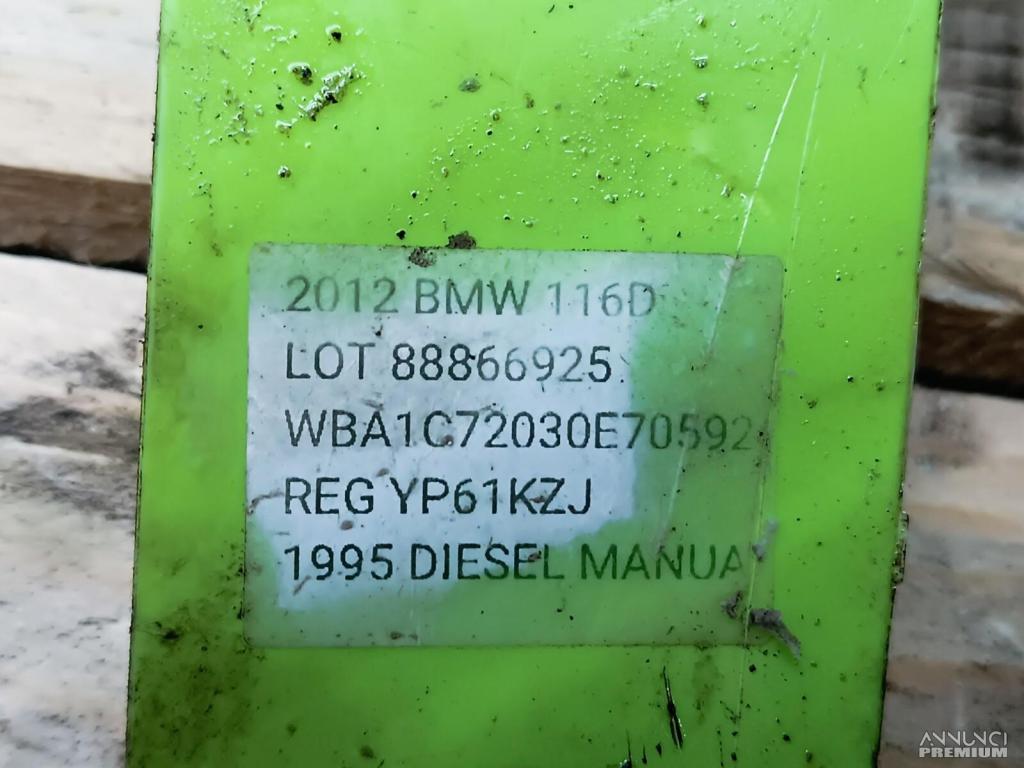 2012 BMW 116D
LOT 88866925
WBA1C72030E70592
REG YP61KZJ
1995 DIESEL MANUA
ANNUNCI
PREMIUM